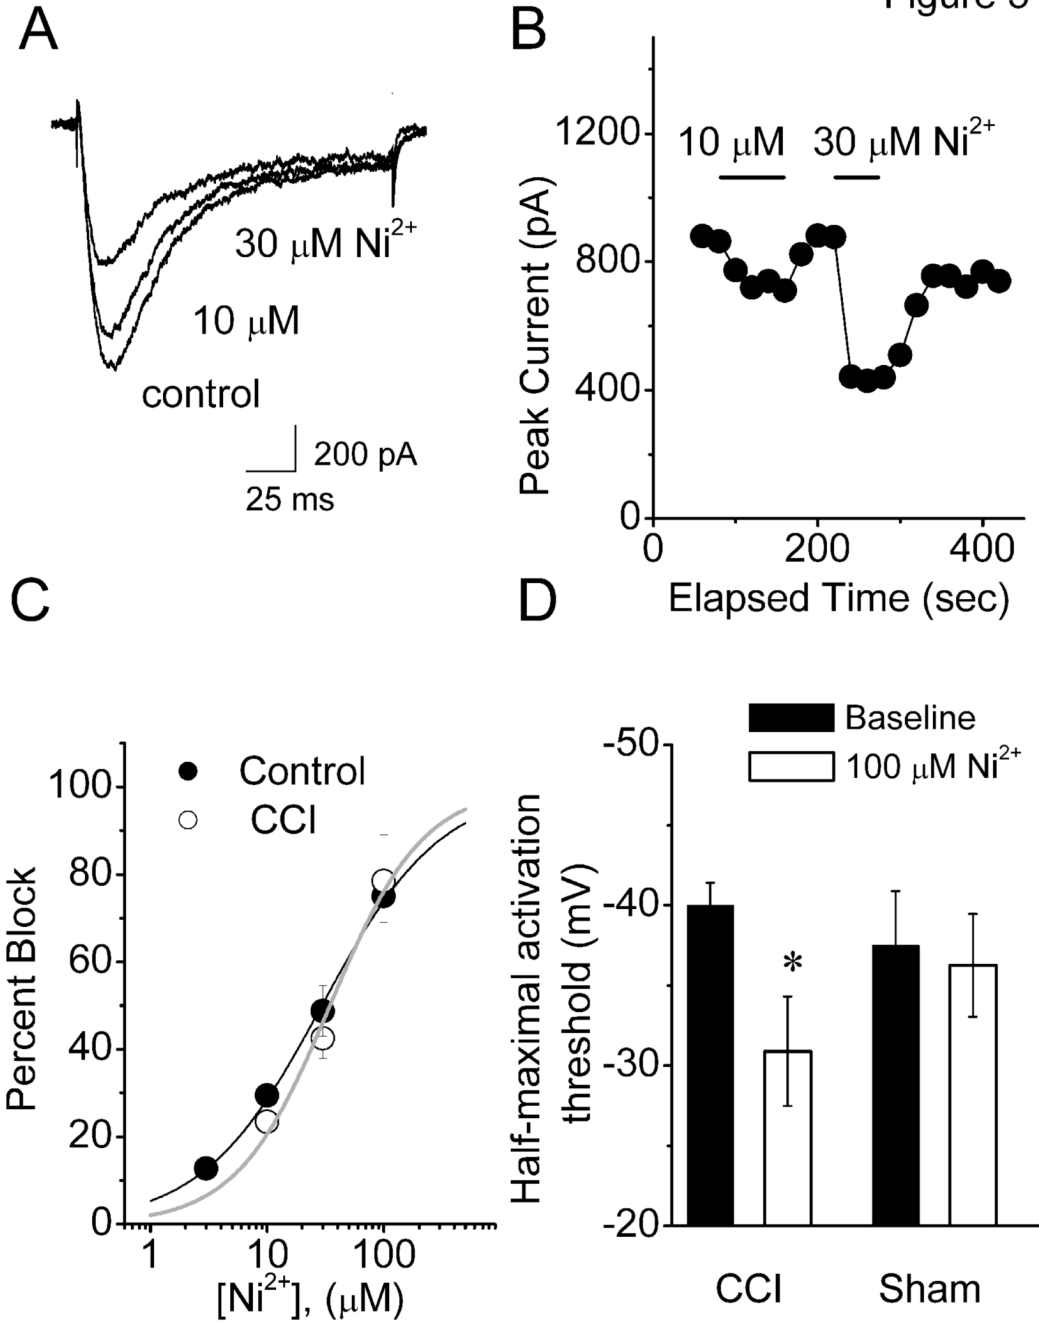 Figure
A
30 µM Ni2+
10 µM
control
200 pA
25 ms
B
Peak Current (pA)
1200
800
400
0
10 µM
30 µM Ni2+
0
200
400
Elapsed Time (sec)
C
Percent Block
100
80
60
40
20
0
Control
CCI
1
10
100
[Ni2+], (µM)
D
Half-maximal activation
threshold (mV)
Baseline
100 µM Ni2+
-50
-40
-30
-20
*
CCI
Sham